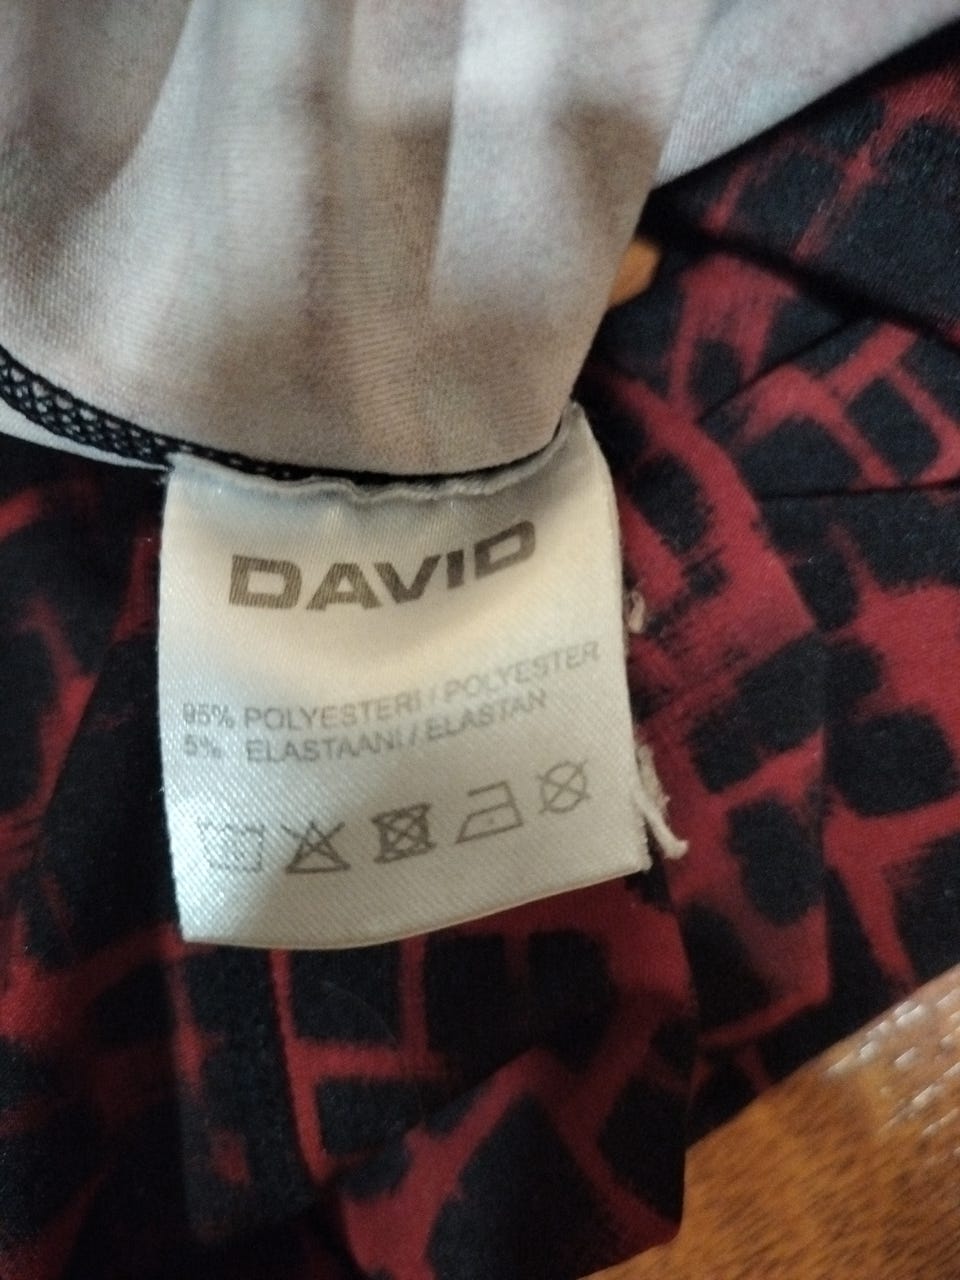 DAVID
95% POLYESTERI / POLYESTER
5% ELASTAANI / ELASTAN